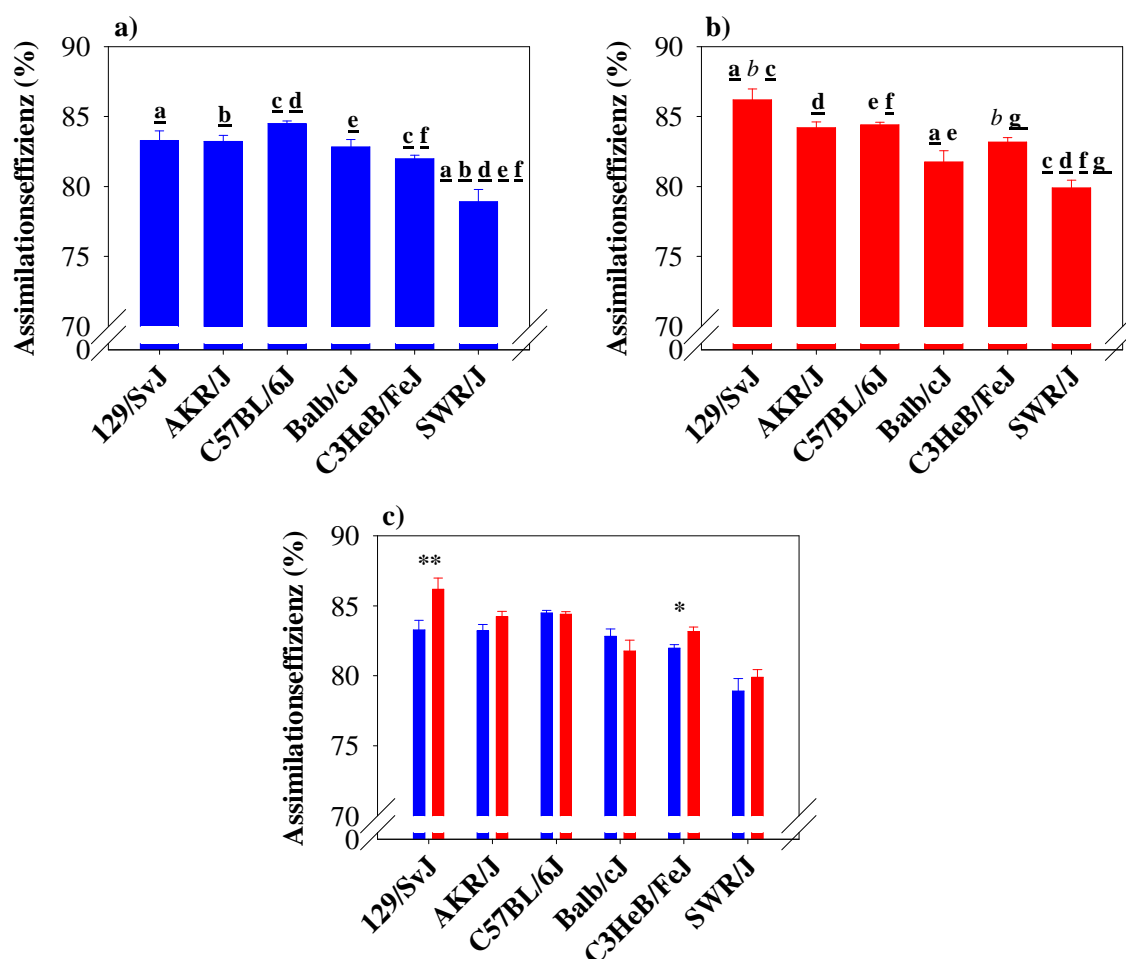 a)
Assimilationseffizienz (%)
90
85
80
75
70
0
a
b
c d
e
c f
a b d e f
129/SvJ
AKR/J
C57BL/6J
Balb/cJ
C3HeB/FeJ
SWR/J
b)
Assimilationseffizienz (%)
90
85
80
75
70
0
a b c
d
e f
a e
b g
c d f g
129/SvJ
AKR/J
C57BL/6J
Balb/cJ
C3HeB/FeJ
SWR/J
c)
Assimilationseffizienz (%)
90
85
80
75
70
0
**
*
129/SvJ
AKR/J
C57BL/6J
Balb/cJ
C3HeB/FeJ
SWR/J